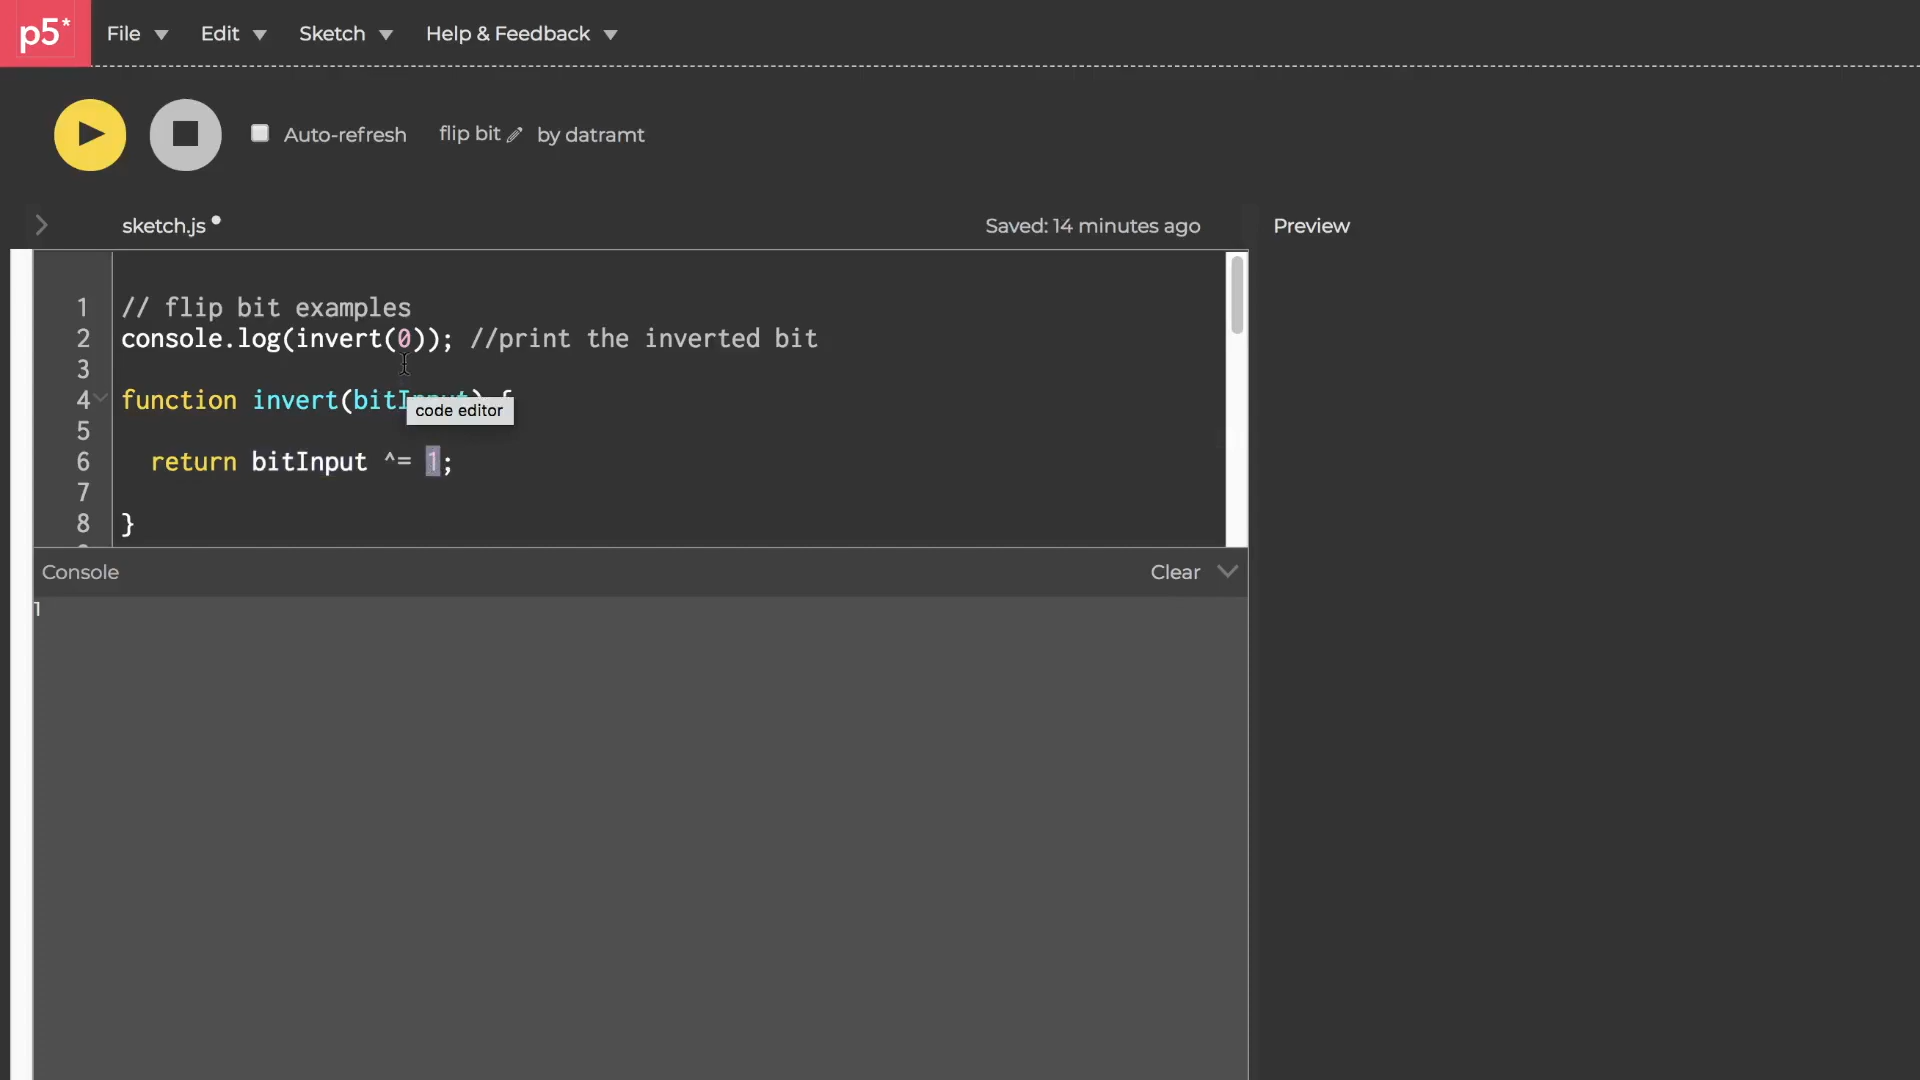 p5* File Edit Sketch Help & Feedback
Auto-refresh flip bit by datramt
sketch.js Saved: 14 minutes ago Preview
1 // flip bit examples
2 console.log(invert(0)); //print the inverted bit
3
4 function invert(bitI {
code editor
5
6 return bitInput ^= 1;
7
8 }
Console Clear
1